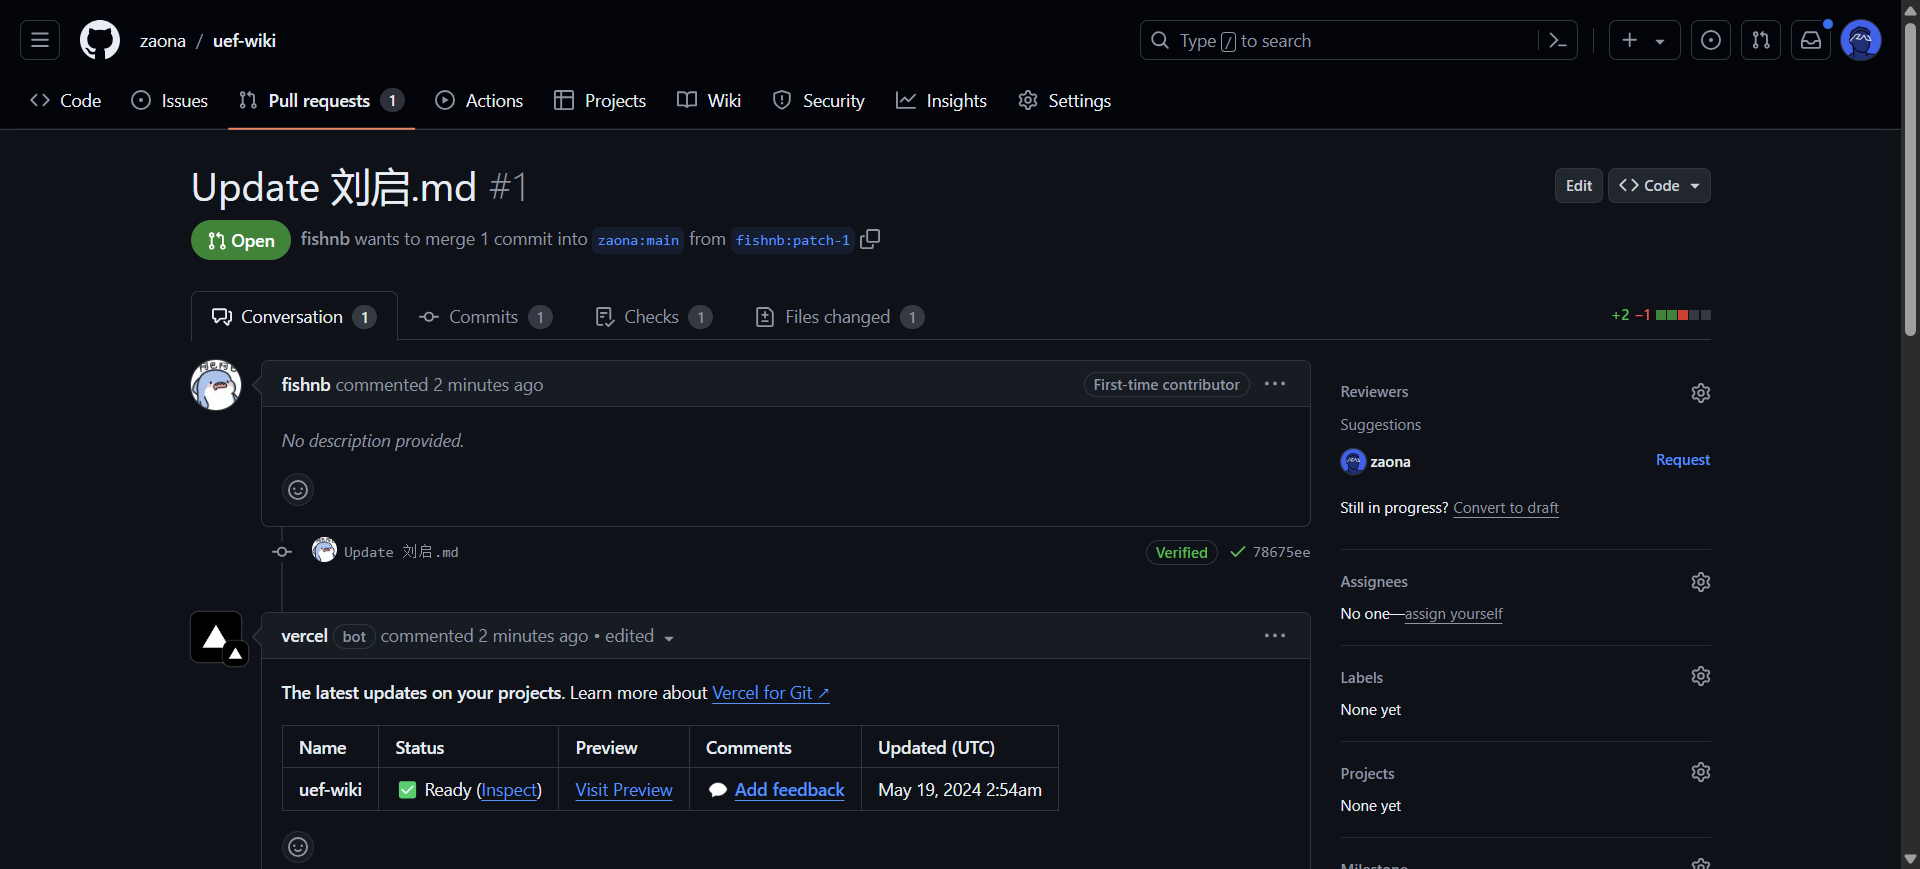 zaona / uef-wiki
Type / to search
Code
Issues
Pull requests 1
Actions
Projects
Wiki
Security
Insights
Settings
Update 刘启.md #1
Edit
Code
Open
fishnb wants to merge 1 commit into zaona:main from fishnb:patch-1
Conversation 1
Commits 1
Checks 1
Files changed 1
+2 −1
fishnb commented 2 minutes ago
First-time contributor
No description provided.
Update 刘启.md
Verified
78675ee
vercel bot commented 2 minutes ago • edited
The latest updates on your projects. Learn more about Vercel for Git ↗
Name Status Preview Comments Updated (UTC)
uef-wiki ✅ Ready (Inspect) Visit Preview 💬 Add feedback May 19, 2024 2:54am
Reviewers
Suggestions
zaona
Request
Still in progress? Convert to draft
Assignees
No one—assign yourself
Labels
None yet
Projects
None yet
Milestone